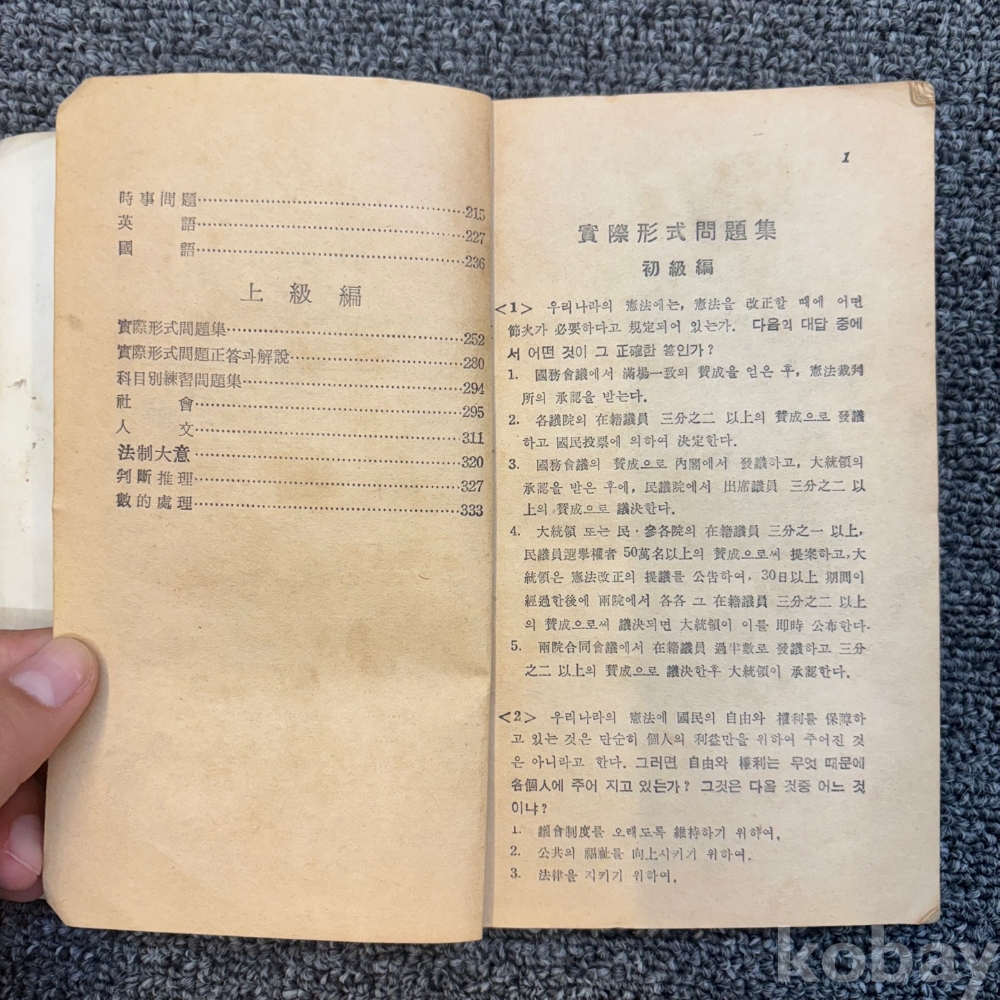 時事問題 215
英語 227
國語 236
上級編
實際形式問題集 252
實際形式問題正答과解說 280
科目別練習問題集 294
社會 295
人文 311
法制大意 320
判斷推理 327
數的處理 333
1
實際形式問題集
初級編
<1> 우리나라의 憲法에는, 憲法을 改正할 때에 어떤
節次가 必要하다고 規定되어 있는가. 다음의 대답 중에
서 어떤 것이 그 正確한 答인가?
1. 國務會議에서 滿場一致의 贊成을 얻은 후, 憲法裁判
所의 承認을 받는다.
2. 各議院의 在籍議員 三分之二 以上의 贊成으로 發議
하고 國民投票에 의하여 決定한다.
3. 國務會議의 贊成으로 內閣에서 發議하고, 大統領의
承認을 받은 후에, 民議院에서 出席議員 三分之二 以
上의 贊成으로 議決한다.
4. 大統領 또는 民·參各院의 在籍議員 三分之一 以上,
民議員選擧權者 50萬名以上의 贊成으로써 提案하고, 大
統領은 憲法改正의 提議를 公告하여, 30日以上 期間이
經過한後에 兩院에서 各各 그 在籍議員 三分之二 以上
의 贊成으로써 議決되면 大統領이 이를 即時 公布한다.
5. 兩院合同會議에서 在籍議員 過半數로 發議하고 三分
之二 以上의 贊成으로 議決한후 大統領이 承認한다.
<2> 우리나라의 憲法에 國民의 自由와 權利를 保障하
고 있는 것은 단순히 個人의 利益만을 위하여 주어진 것
은 아니라고 한다. 그러면 自由와 權利는 무엇 때문에
各個人에 주어 지고 있는가? 그것은 다음 것중 어느 것
이냐?
1. 議會制度를 오래도록 維持하기 위하여.
2. 公共의 福祉를 向上시키기 위하여.
3. 法律을 지키기 위하여.
kobay